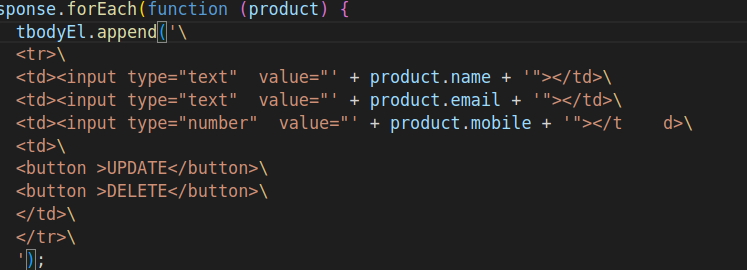 sponse.forEach(function (product) {
tbodyEl.append('\
<tr>\
<td><input type="text"  value="' + product.name + '"></td>\
<td><input type="text"  value="' + product.email + '"></td>\
<td><input type="number"  value="' + product.mobile + '"></t    d>\
<td>\
<button >UPDATE</button>\
<button >DELETE</button>\
</td>\
</tr>\
');